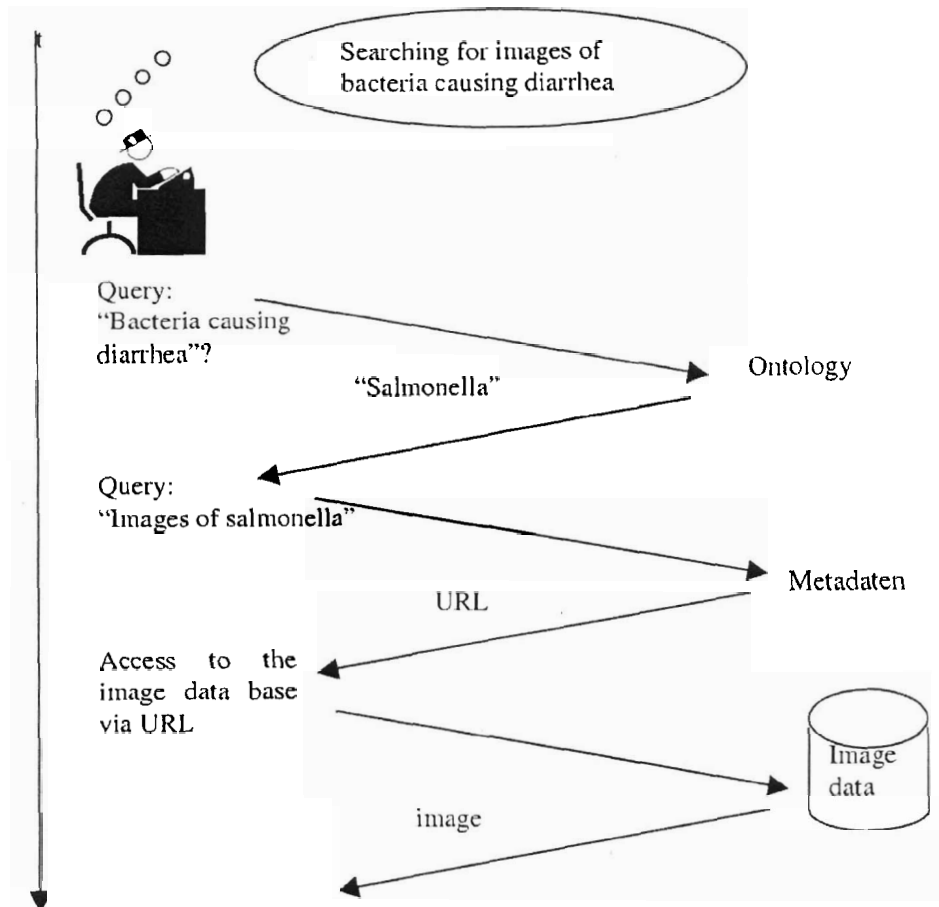 t
Searching for images of
bacteria causing diarrhea
Query:
“Bacteria causing
diarrhea”?
Ontology
“Salmonella”
Query:
“Images of salmonella”
Metadaten
URL
Access to the
image data base
via URL
Image
data
image